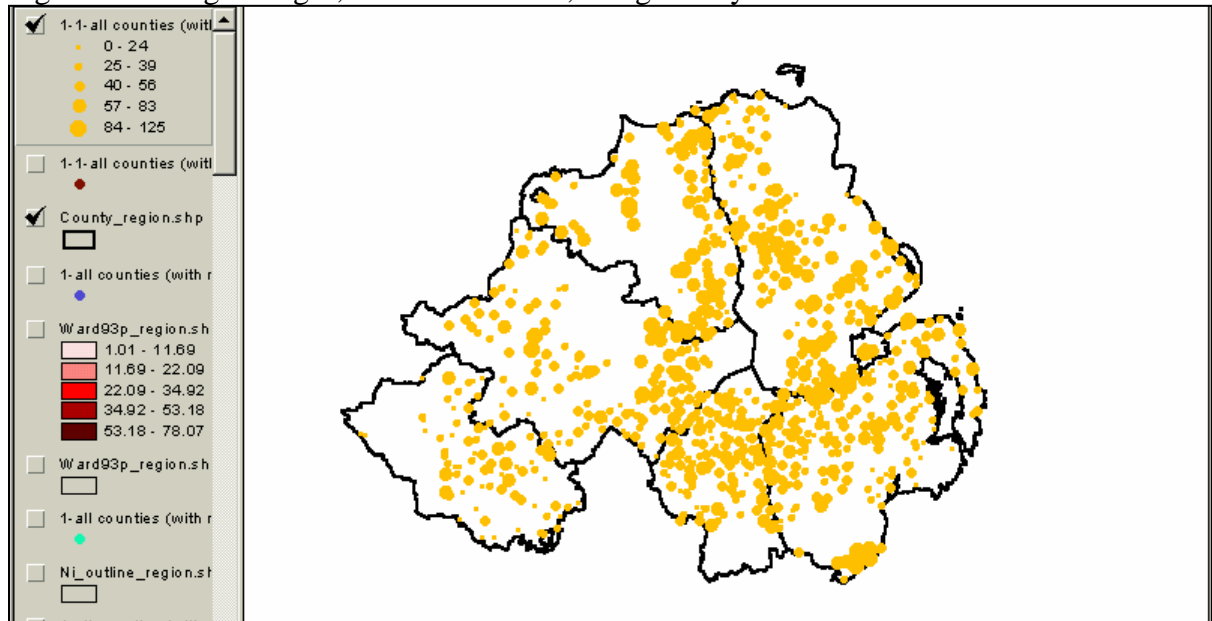 1-1-all counties (witl
0 - 24
25 - 39
40 - 56
57 - 83
84 - 125
1-1-all counties (witl
County_region.shp
1-all counties (with r
Ward93p_region.sh
1.01 - 11.69
11.69 - 22.09
22.09 - 34.92
34.92 - 53.18
53.18 - 78.07
Ward93p_region.sh
1-all counties (with r
Ni_outline_region.sh